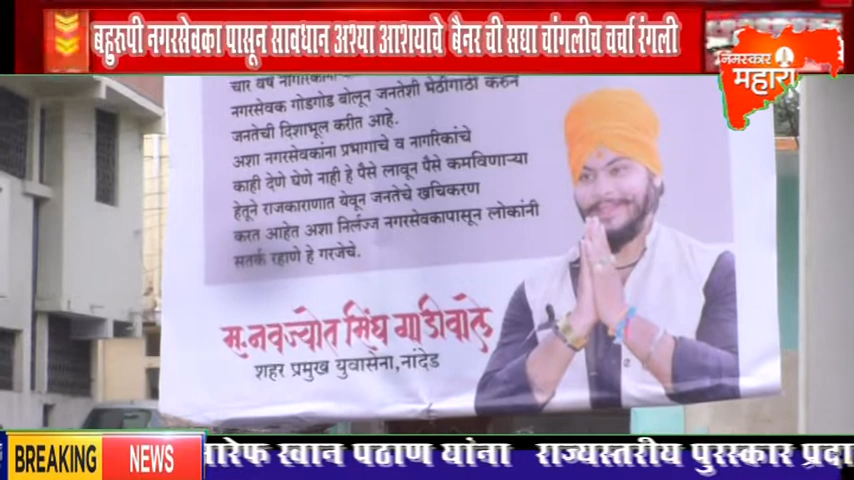 बहुरुपी नगरसेवका पासून सावधान अश्या आशयाचे बैनर ची सद्या चांगलीच चर्चा रंगली
निमस्कार
महारा
चार वर्ष
नगरसेवक गोडगोड बोलून जनतेशी भेठीगाठी करुन
जनतेची दिशाभूल करीत आहे.
अशा नगरसेवकांना प्रभागाचे व नागरिकांचे
काही देणे घेणे नाही हे पैसे लावून पैसे कमविणाऱ्या
हेतूने राजकारणात येवून जनतेचे खचिकरण
करत आहेत अशा निर्लज्ज नगरसेवकापासून लोकांनी
सतर्क रहाणे हे गरजेचे.
स.नवज्योत सिंघ गाडीवाले
शहर प्रमुख युवासेना, नांदेड
BREAKING NEWS
ारेफ खान पठाण यांना राज्यस्तरीय पुरस्कार प्रदा